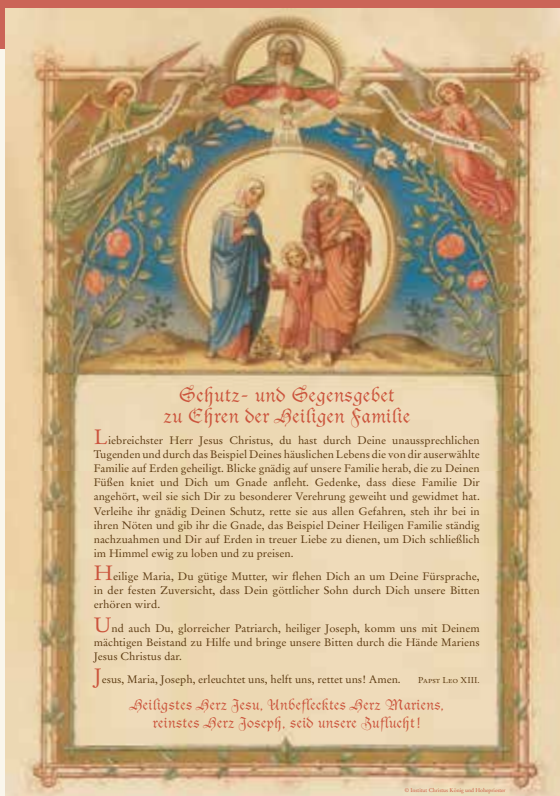 Schutz- und Segensgebet
zu Ehren der Heiligen Familie
Liebreichster Herr Jesus Christus, du hast durch Deine unaussprechlichen
Tugenden und durch das Beispiel Deines häuslichen Lebens die von dir auserwählte
Familie auf Erden geheiligt. Blicke gnädig auf unsere Familie herab, die zu Deinen
Füßen kniet und Dich um Gnade anfleht. Gedenke, dass diese Familie Dir
angehört, weil sie sich Dir zu besonderer Verehrung geweiht und gewidmet hat.
Verleihe ihr gnädig Deinen Schutz, rette sie aus allen Gefahren, steh ihr bei in
ihren Nöten und gib ihr die Gnade, das Beispiel Deiner Heiligen Familie ständig
nachzuahmen und Dir auf Erden in treuer Liebe zu dienen, um Dich schließlich
im Himmel ewig zu loben und zu preisen.
Heilige Maria, Du gütige Mutter, wir flehen Dich an um Deine Fürsprache,
in der festen Zuversicht, dass Dein göttlicher Sohn durch Dich unsere Bitten
erhören wird.
Und auch Du, glorreicher Patriarch, heiliger Joseph, komm uns mit Deinem
mächtigen Beistand zu Hilfe und bringe unsere Bitten durch die Hände Mariens
Jesus Christus dar.
Jesus, Maria, Joseph, erleuchtet uns, helft uns, rettet uns! Amen. Papst Leo XIII.
Heiligstes Herz Jesu, Unbeflecktes Herz Mariens,
reinstes Herz Joseph, seid unsere Zuflucht!
© Institut Christus König und Hohepriester